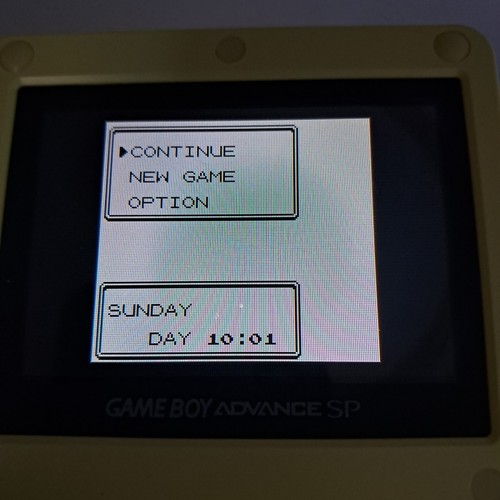 ▶CONTINUE
NEW GAME
OPTION
SUNDAY
DAY 10:01
GAME BOY ADVANCE SP